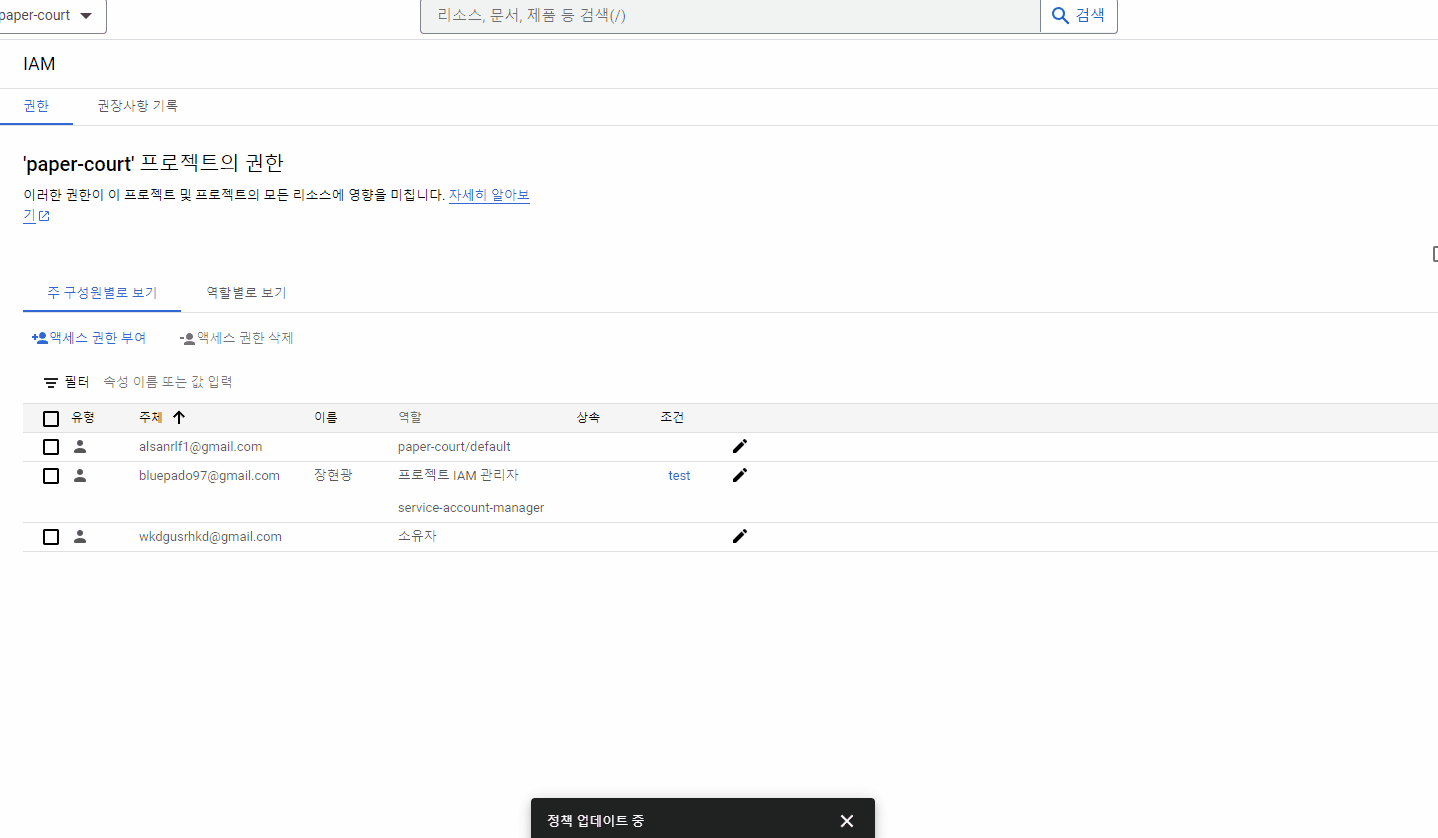 paper-court
리소스, 문서, 제품 등 검색(/)
검색
IAM
권한 권장사항 기록
'paper-court' 프로젝트의 권한
이러한 권한이 이 프로젝트 및 프로젝트의 모든 리소스에 영향을 미칩니다. 자세히 알아보
기
주 구성원별로 보기 역할별로 보기
액세스 권한 부여 액세스 권한 삭제
필터 속성 이름 또는 값 입력
유형 주체 이름 역할 상속 조건
alsanrlf1@gmail.com paper-court/default
bluepado97@gmail.com 장현광 프로젝트 IAM 관리자 test
service-account-manager
wkdgusrhkd@gmail.com 소유자
정책 업데이트 중